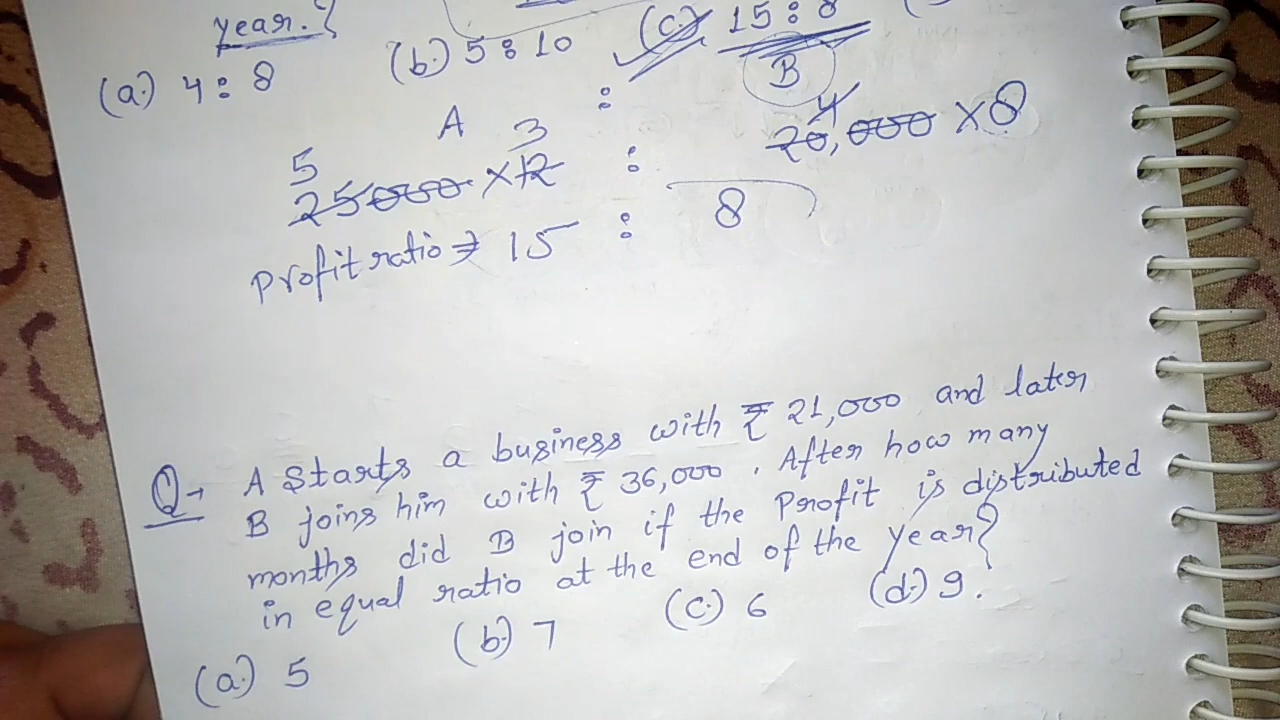 year.?
(a.) 4:8 (b.) 5:10 (c.) 15:8
A : B
5 3 4
25000 × 12 : 20,000 × 8
Profit ratio ⇒ 15 : 8
Q→ A starts a business with ₹ 21,000 and later
B joins him with ₹ 36,000. After how many
months did B join if the Profit is distributed
in equal ratio at the end of the year?
(a.) 5 (b.) 7 (c.) 6 (d.) 9.